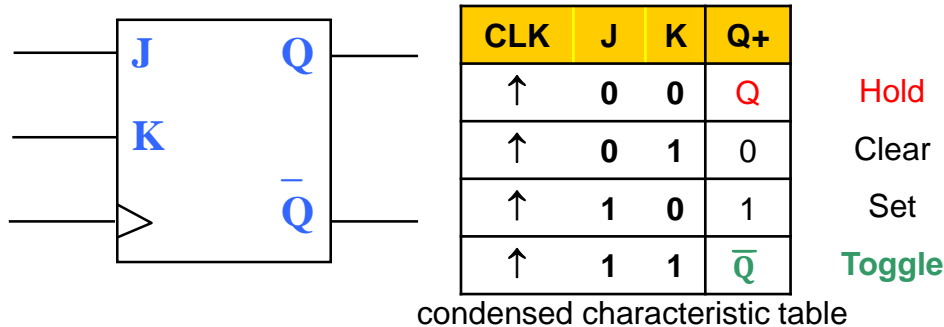 J Q
K
Q̅
CLK J K Q+
↑ 0 0 Q Hold
↑ 0 1 0 Clear
↑ 1 0 1 Set
↑ 1 1 Q̅ Toggle
condensed characteristic table